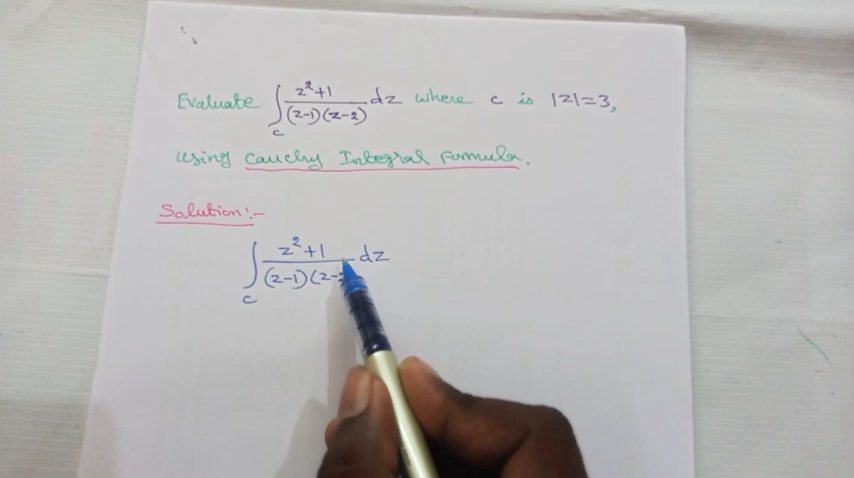 Evaluate ∫_c (z²+1)/((z-1)(z-2)) dz where c is |z|=3,
using Cauchy Integral formula.
Solution:-
∫_c (z²+1)/((z-1)(z- dz